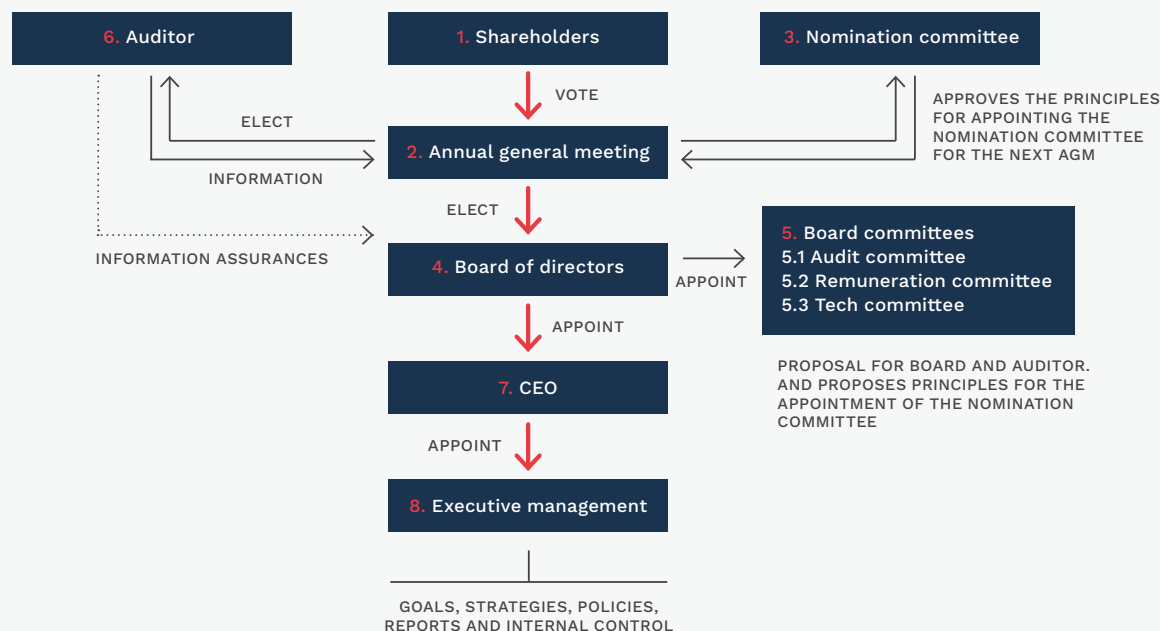 6. Auditor
1. Shareholders
3. Nomination committee
VOTE
APPROVES THE PRINCIPLES
FOR APPOINTING THE
NOMINATION COMMITTEE
FOR THE NEXT AGM
ELECT
2. Annual general meeting
INFORMATION
ELECT
5. Board committees
5.1 Audit committee
5.2 Remuneration committee
5.3 Tech committee
INFORMATION ASSURANCES
4. Board of directors
APPOINT
APPOINT
PROPOSAL FOR BOARD AND AUDITOR.
AND PROPOSES PRINCIPLES FOR THE
APPOINTMENT OF THE NOMINATION
COMMITTEE
7. CEO
APPOINT
8. Executive management
GOALS, STRATEGIES, POLICIES,
REPORTS AND INTERNAL CONTROL